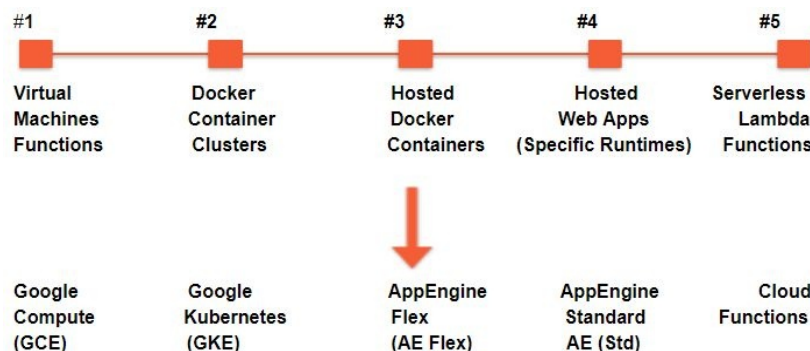 #1 #2 #3 #4 #5
Virtual Docker Hosted Hosted Serverless
Machines Container Docker Web Apps Lambda
Functions Clusters Containers (Specific Runtimes) Functions
Google Google AppEngine AppEngine Cloud
Compute Kubernetes Flex Standard Functions
(GCE) (GKE) (AE Flex) AE (Std)